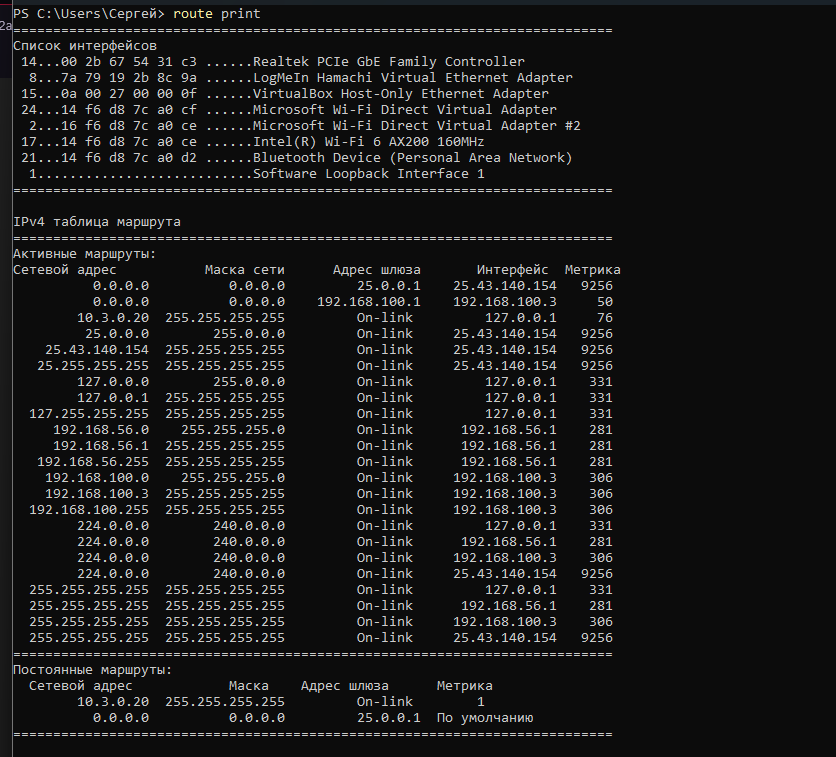 2a
PS C:\Users\Сергей> route print
===========================================================================
Список интерфейсов
 14...00 2b 67 54 31 c3 ......Realtek PCIe GbE Family Controller
  8...7a 79 19 2b 8c 9a ......LogMeIn Hamachi Virtual Ethernet Adapter
 15...0a 00 27 00 00 0f ......VirtualBox Host-Only Ethernet Adapter
 24...14 f6 d8 7c a0 cf ......Microsoft Wi-Fi Direct Virtual Adapter
  2...16 f6 d8 7c a0 ce ......Microsoft Wi-Fi Direct Virtual Adapter #2
 17...14 f6 d8 7c a0 ce ......Intel(R) Wi-Fi 6 AX200 160MHz
 21...14 f6 d8 7c a0 d2 ......Bluetooth Device (Personal Area Network)
  1...........................Software Loopback Interface 1
===========================================================================
IPv4 таблица маршрута
===========================================================================
Активные маршруты:
Сетевой адрес           Маска сети      Адрес шлюза       Интерфейс  Метрика
          0.0.0.0          0.0.0.0         25.0.0.1    25.43.140.154   9256
          0.0.0.0          0.0.0.0    192.168.100.1    192.168.100.3     50
        10.3.0.20  255.255.255.255         On-link         127.0.0.1     76
         25.0.0.0        255.0.0.0         On-link     25.43.140.154   9256
    25.43.140.154  255.255.255.255         On-link     25.43.140.154   9256
   25.255.255.255  255.255.255.255         On-link     25.43.140.154   9256
        127.0.0.0        255.0.0.0         On-link         127.0.0.1    331
        127.0.0.1  255.255.255.255         On-link         127.0.0.1    331
  127.255.255.255  255.255.255.255         On-link         127.0.0.1    331
     192.168.56.0    255.255.255.0         On-link      192.168.56.1    281
     192.168.56.1  255.255.255.255         On-link      192.168.56.1    281
   192.168.56.255  255.255.255.255         On-link      192.168.56.1    281
    192.168.100.0    255.255.255.0         On-link     192.168.100.3    306
    192.168.100.3  255.255.255.255         On-link     192.168.100.3    306
  192.168.100.255  255.255.255.255         On-link     192.168.100.3    306
        224.0.0.0        240.0.0.0         On-link         127.0.0.1    331
        224.0.0.0        240.0.0.0         On-link      192.168.56.1    281
        224.0.0.0        240.0.0.0         On-link     192.168.100.3    306
        224.0.0.0        240.0.0.0         On-link     25.43.140.154   9256
  255.255.255.255  255.255.255.255         On-link         127.0.0.1    331
  255.255.255.255  255.255.255.255         On-link      192.168.56.1    281
  255.255.255.255  255.255.255.255         On-link     192.168.100.3    306
  255.255.255.255  255.255.255.255         On-link     25.43.140.154   9256
===========================================================================
Постоянные маршруты:
  Сетевой адрес            Маска    Адрес шлюза      Метрика
        10.3.0.20  255.255.255.255         On-link        1
          0.0.0.0          0.0.0.0         25.0.0.1  По умолчанию
===========================================================================